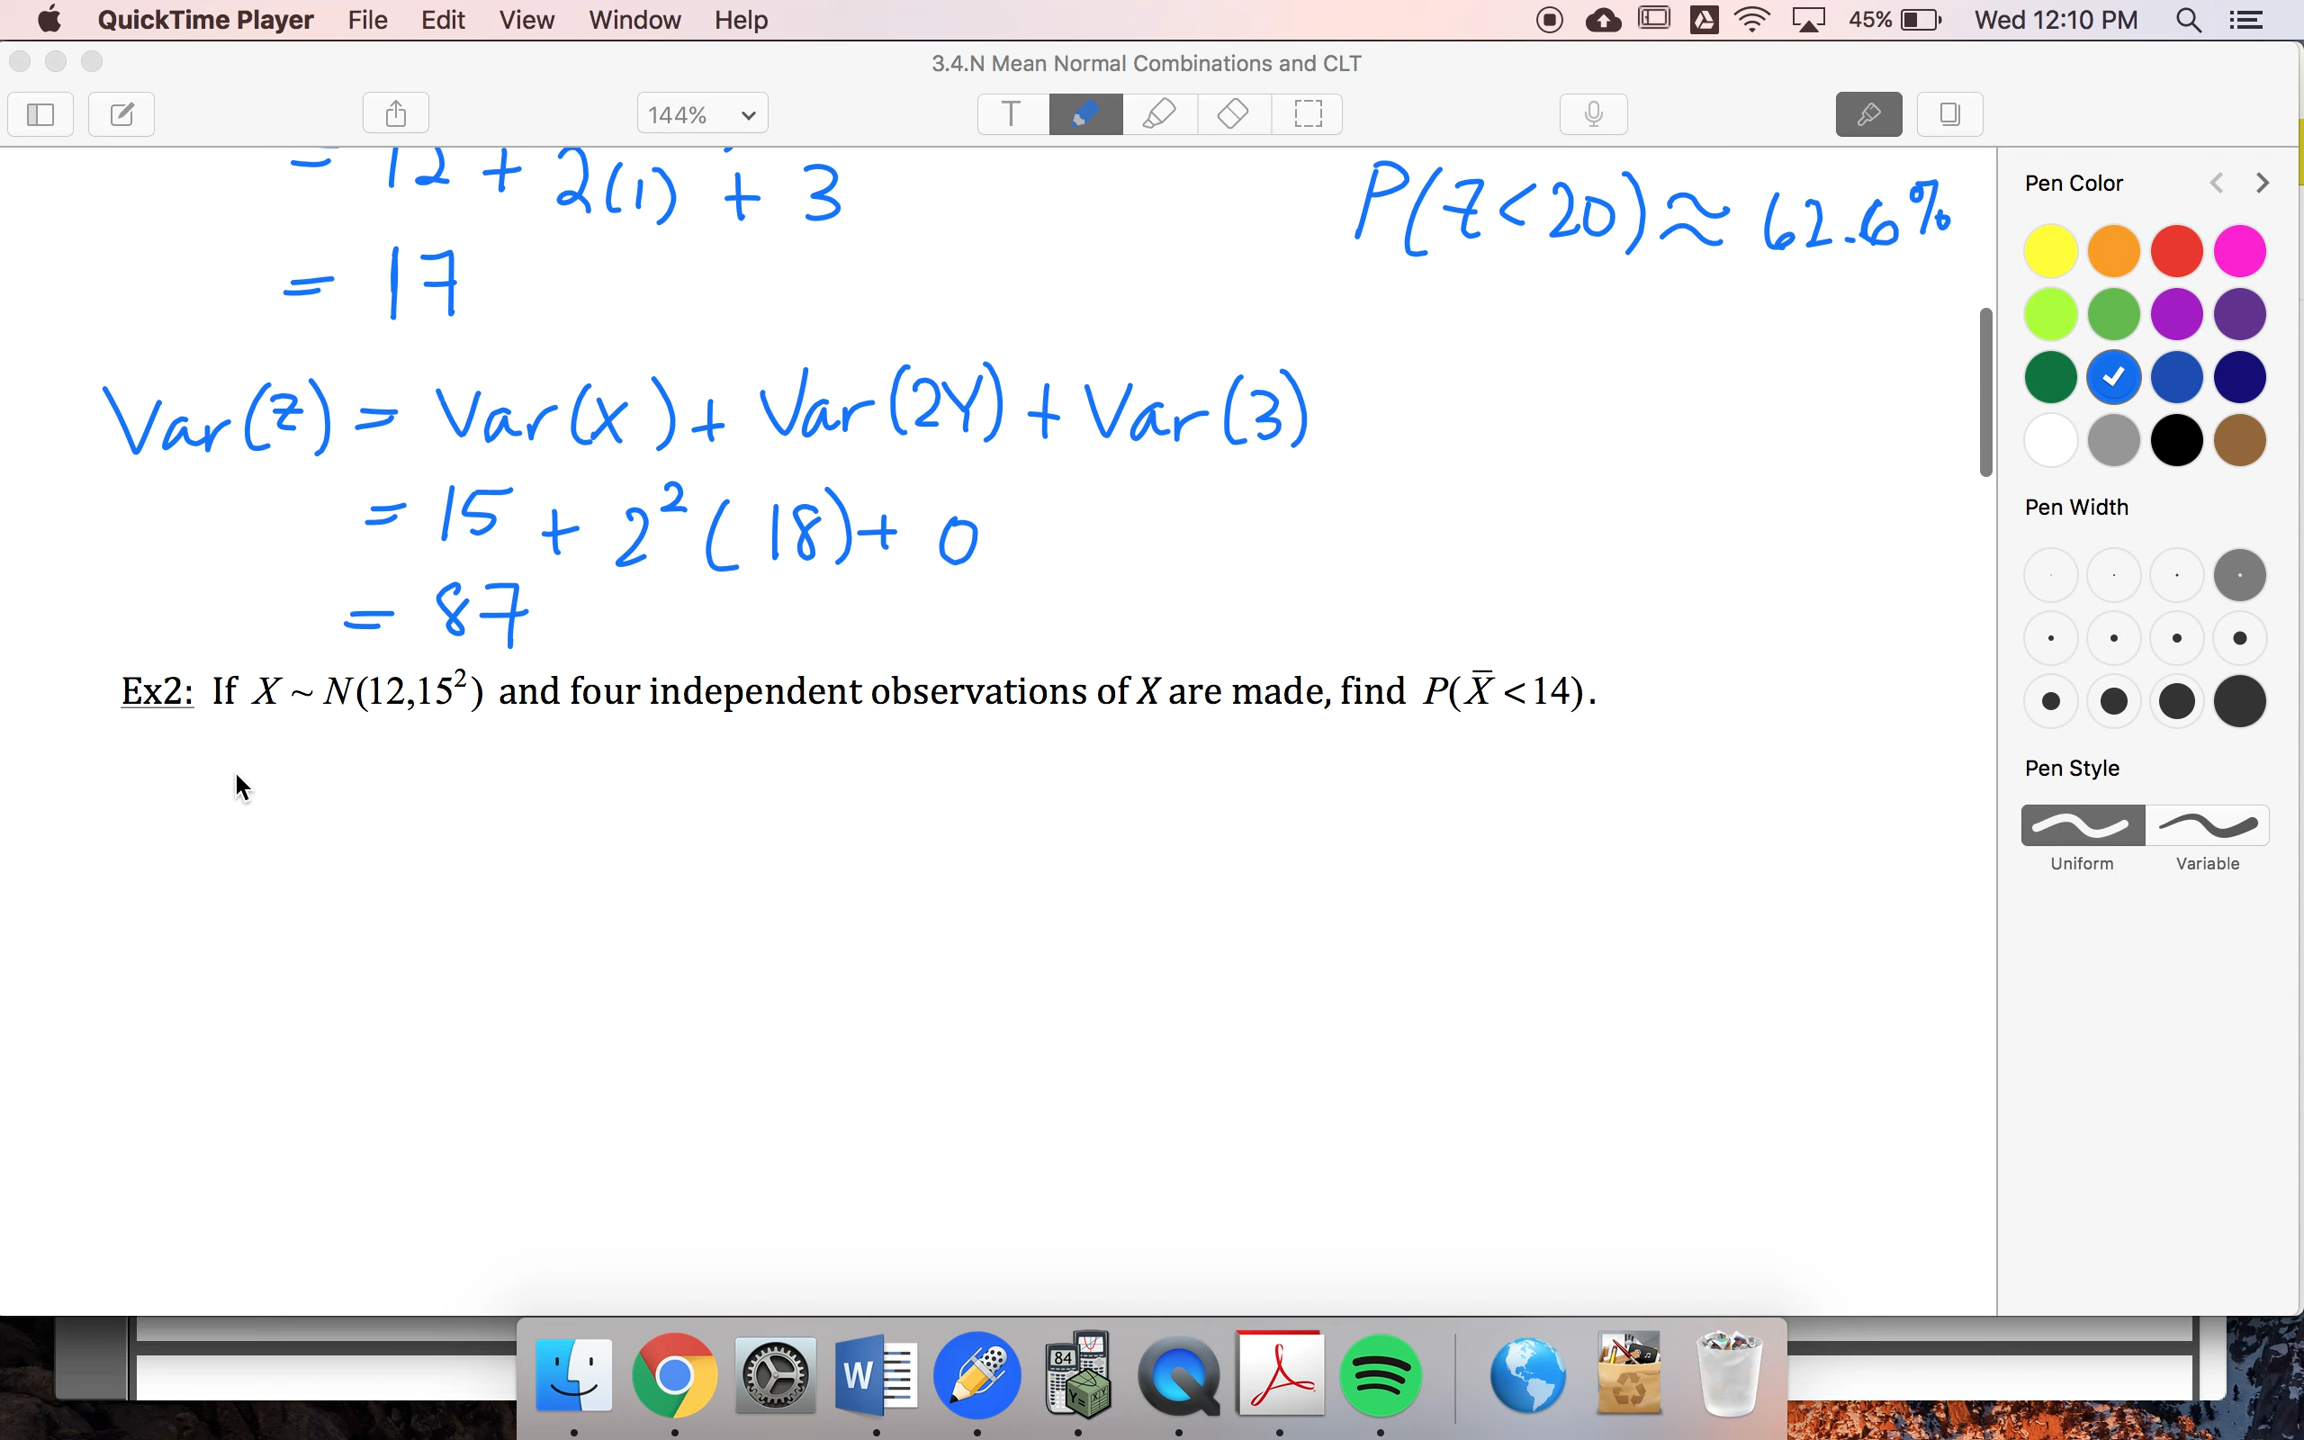 QuickTime Player File Edit View Window Help 45% Wed 12:10 PM
3.4.N Mean Normal Combinations and CLT
144% T
= 12 + 2(1) + 3
P(Z<20) ≈ 62.6%
= 17
Var(Z) = Var(X) + Var(2Y) + Var(3)
= 15 + 2²(18) + 0
= 87
Ex2: If X ~ N(12,15²) and four independent observations of X are made, find P(X̄ < 14).
Pen Color
Pen Width
Pen Style
Uniform Variable
W 84